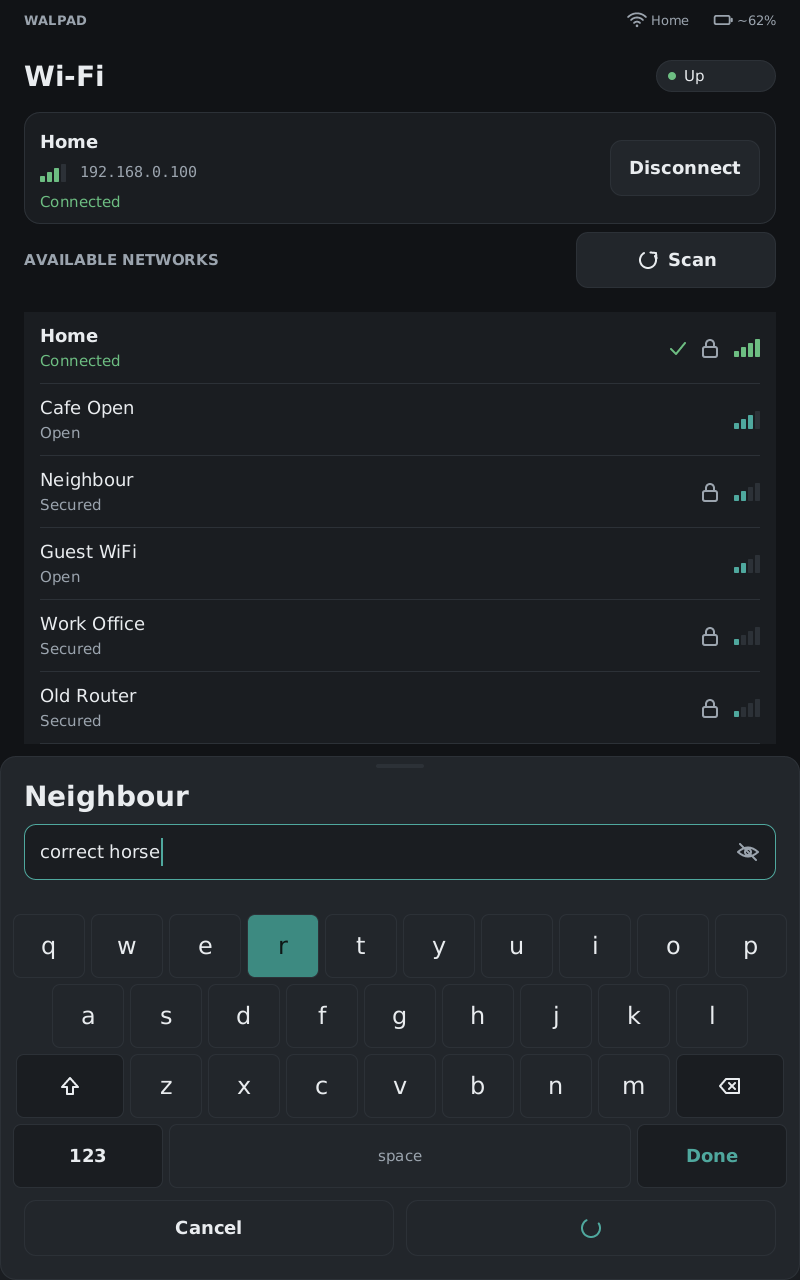 WALPAD
Home ~62%
Wi-Fi
Up
Home
192.168.0.100
Connected
Disconnect
AVAILABLE NETWORKS
Scan
Home
Connected
Cafe Open
Open
Neighbour
Secured
Guest WiFi
Open
Work Office
Secured
Old Router
Secured
Neighbour
correct horse
q w e r t y u i o p
a s d f g h j k l
z x c v b n m
123 space Done
Cancel